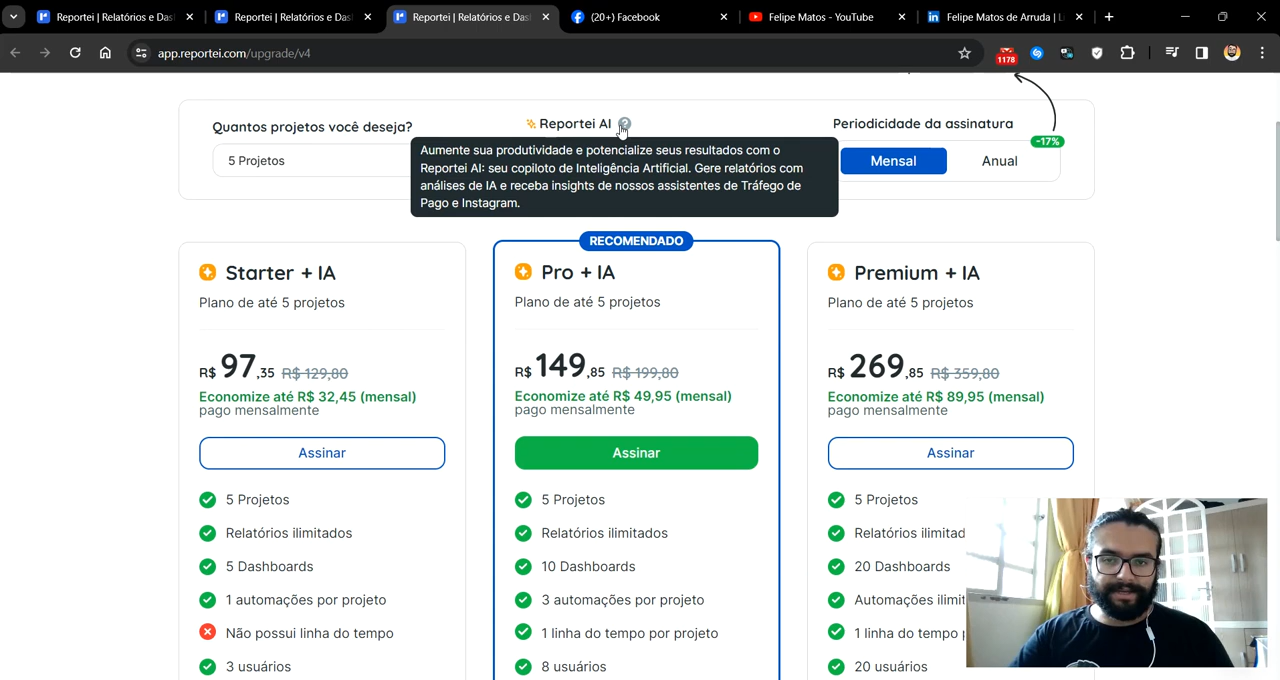 Reportei | Relatórios e Das
Reportei | Relatórios e Das
Reportei | Relatórios e Das
(20+) Facebook
Felipe Matos - YouTube
Felipe Matos de Arruda | L
app.reportei.com/upgrade/v4
1178
Quantos projetos você deseja?
5 Projetos
Reportei AI
?
Aumente sua produtividade e potencialize seus resultados com o
Reportei AI: seu copiloto de Inteligência Artificial. Gere relatórios com
análises de IA e receba insights de nossos assistentes de Tráfego de
Pago e Instagram.
Periodicidade da assinatura
-17%
Mensal
Anual
Starter + IA
Plano de até 5 projetos
R$ 97,35 R$ 129,80
Economize até R$ 32,45 (mensal)
pago mensalmente
Assinar
5 Projetos
Relatórios ilimitados
5 Dashboards
1 automações por projeto
Não possui linha do tempo
3 usuários
RECOMENDADO
Pro + IA
Plano de até 5 projetos
R$ 149,85 R$ 199,80
Economize até R$ 49,95 (mensal)
pago mensalmente
Assinar
5 Projetos
Relatórios ilimitados
10 Dashboards
3 automações por projeto
1 linha do tempo por projeto
8 usuários
Premium + IA
Plano de até 5 projetos
R$ 269,85 R$ 359,80
Economize até R$ 89,95 (mensal)
pago mensalmente
Assinar
5 Projetos
Relatórios ilimitad
20 Dashboards
Automações ilimit
1 linha do tempo p
20 usuários